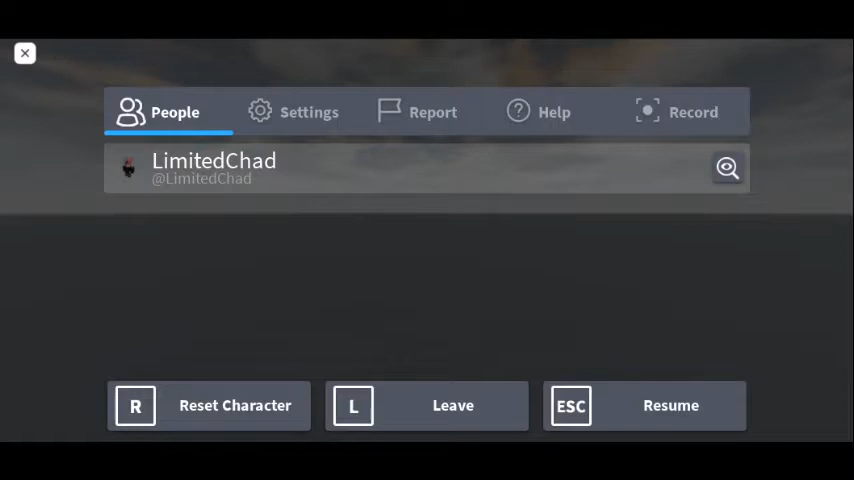 People
Settings
Report
Help
Record
LimitedChad
@LimitedChad
R
Reset Character
L
Leave
ESC
Resume